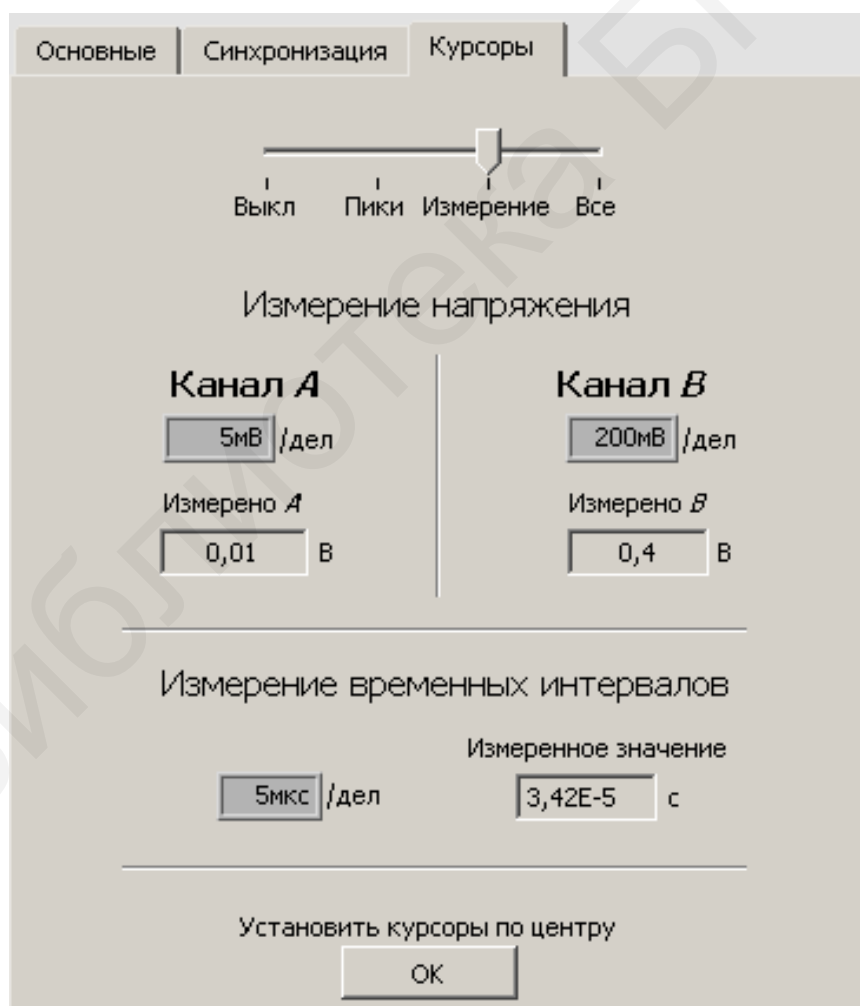 Основные Синхронизация Курсоры
Выкл Пики Измерение Все
Измерение напряжения
Канал A Канал B
5мВ /дел 200мВ /дел
Измерено A Измерено B
0,01 В 0,4 В
Измерение временных интервалов
Измеренное значение
5мкс /дел 3,42E-5 с
Установить курсоры по центру
OK